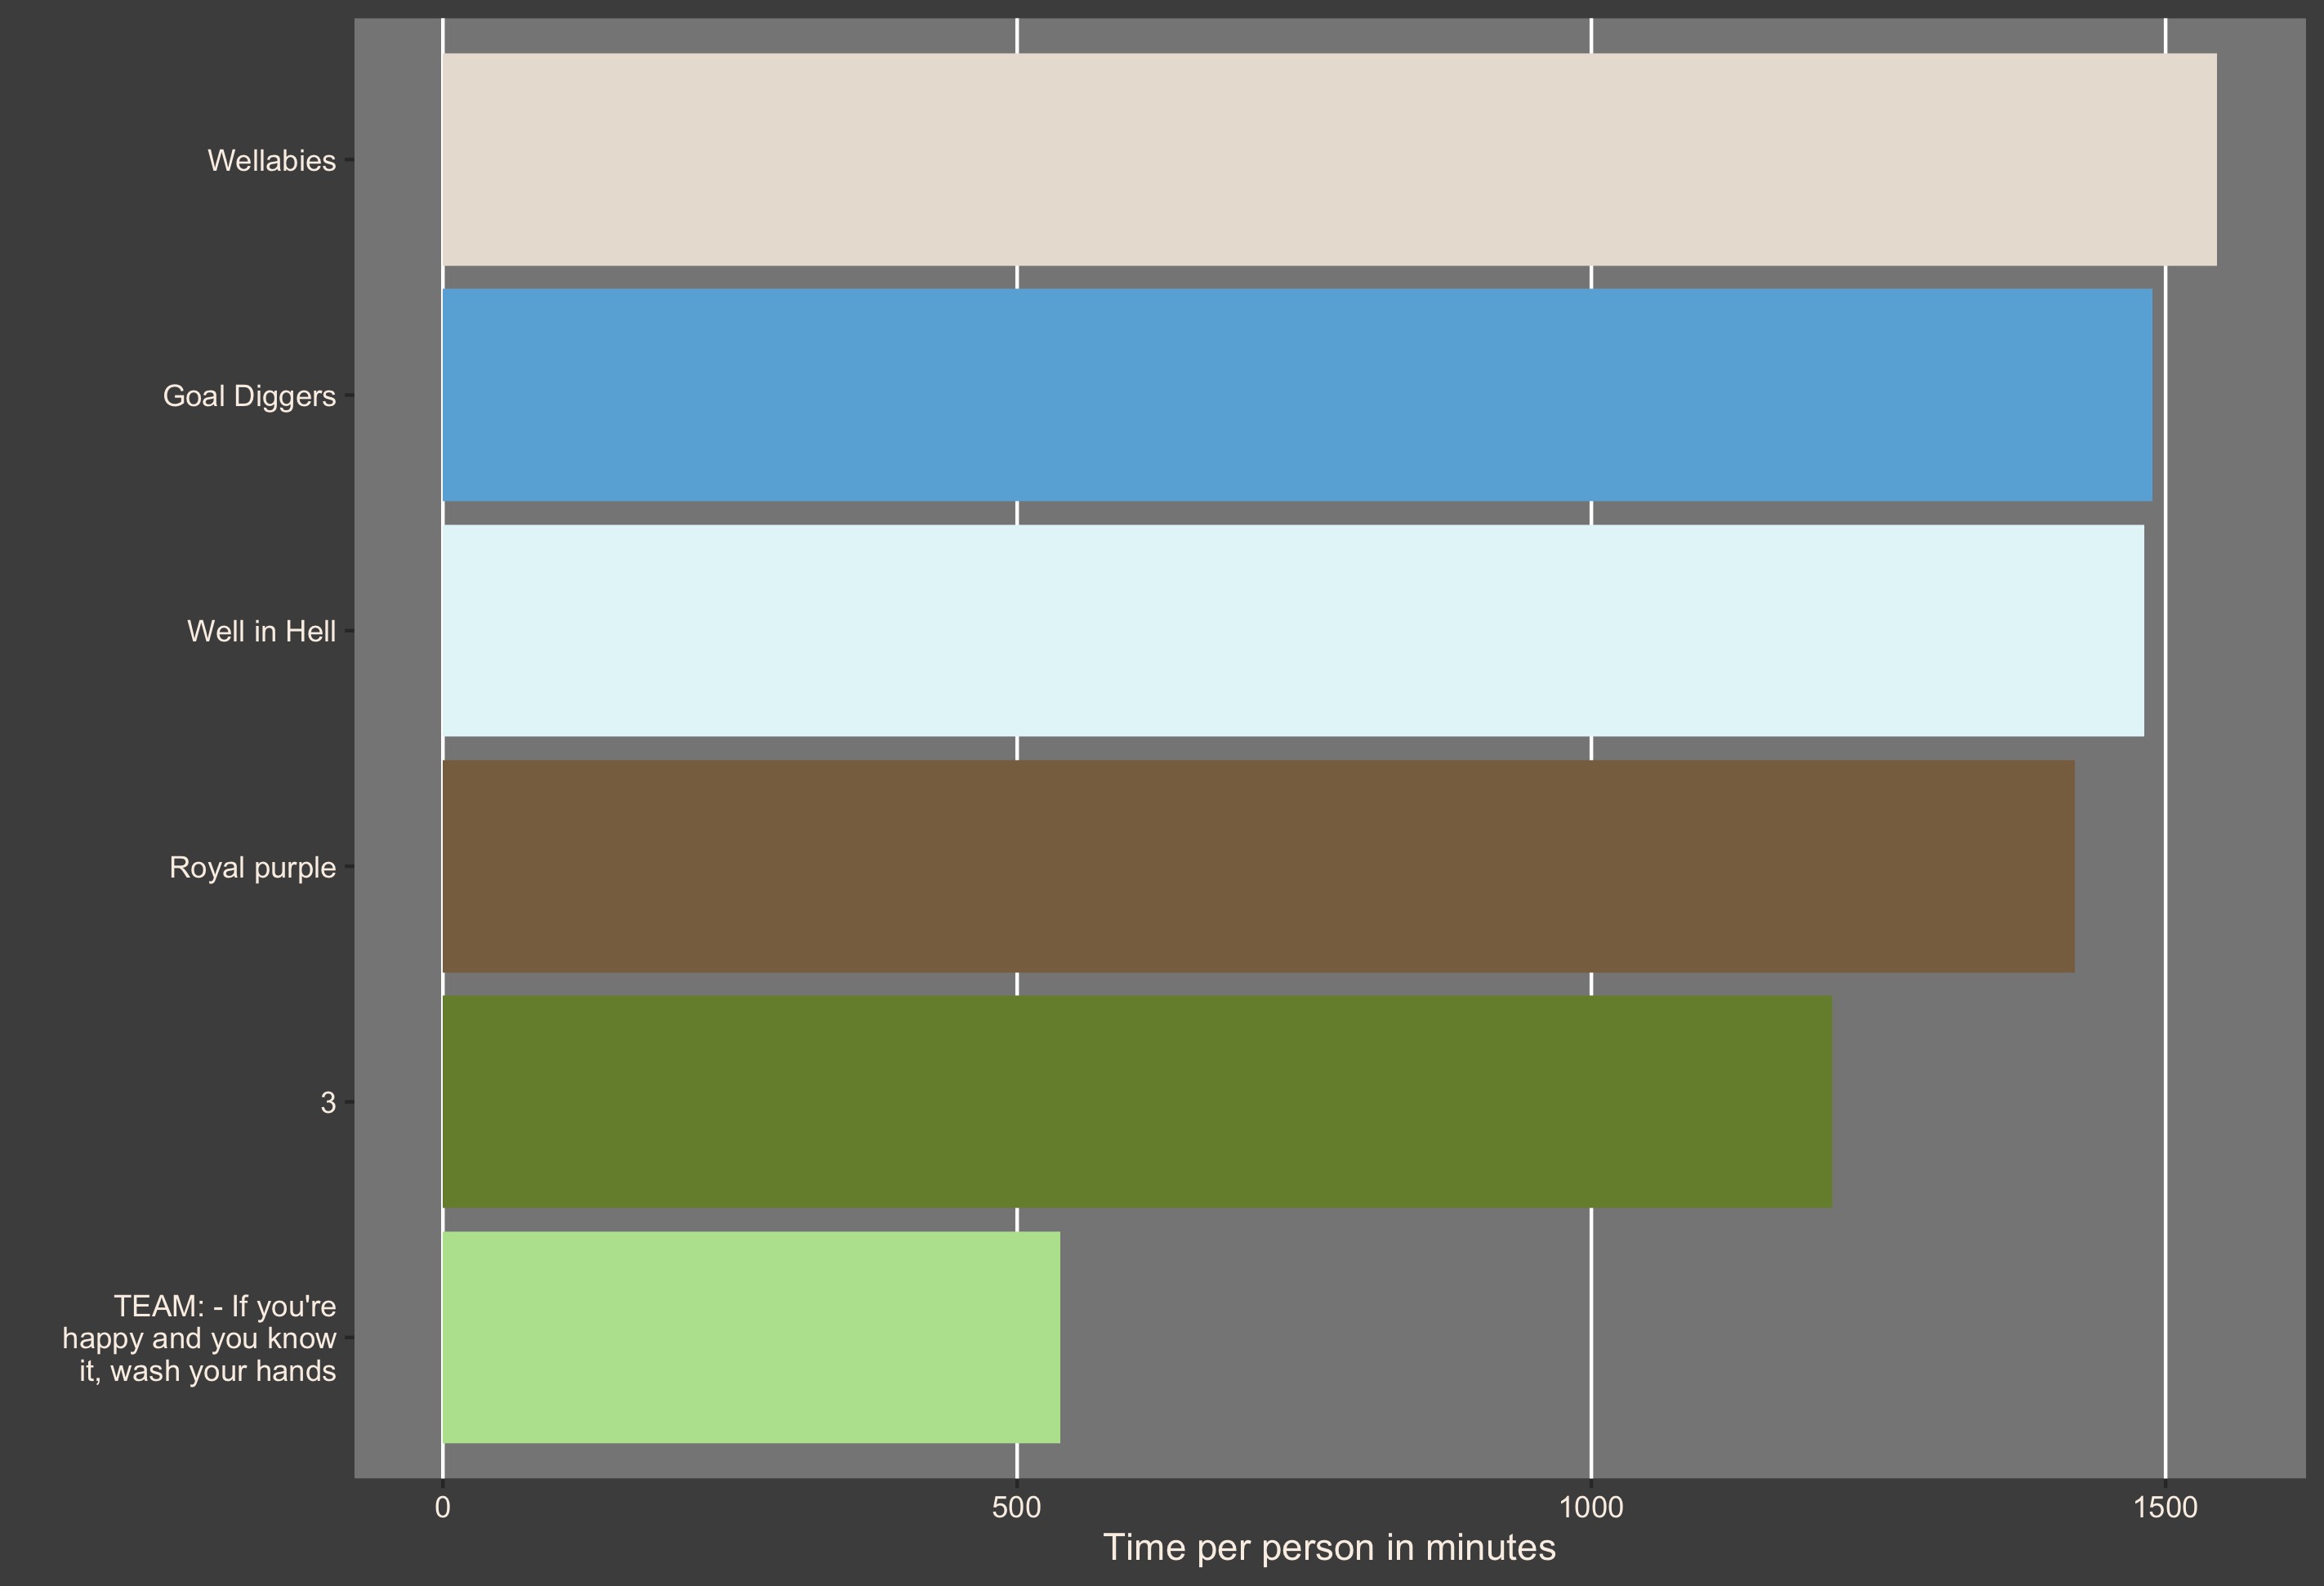 Wellabies
Goal Diggers
Well in Hell
Royal purple
3
TEAM: - If you're
happy and you know
it, wash your hands
0 500 1000 1500
Time per person in minutes